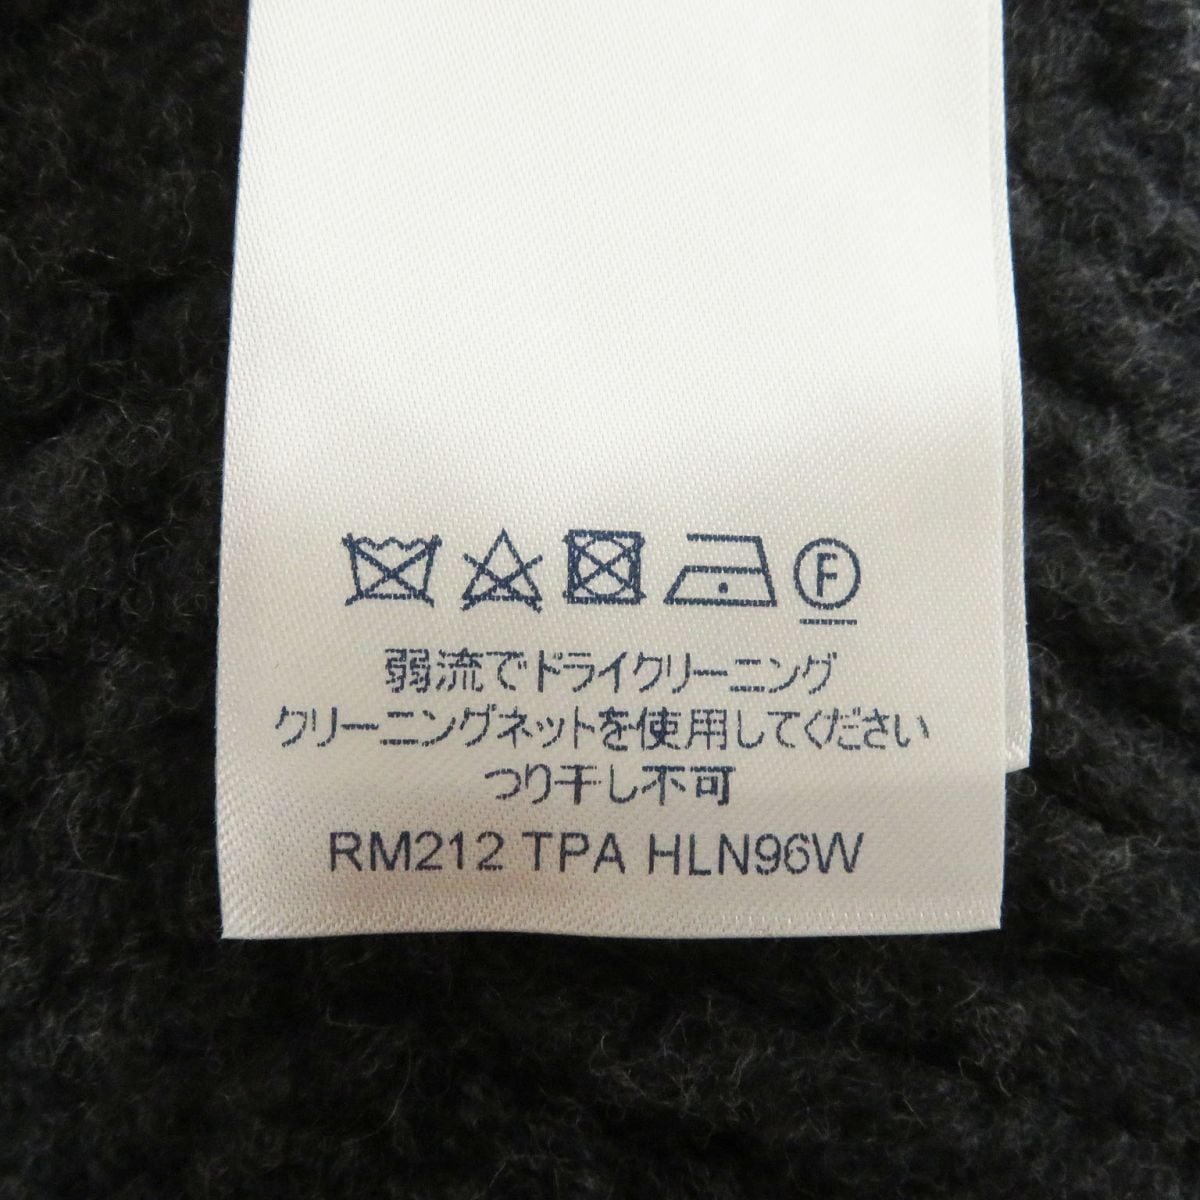 F
弱流でドライクリーニング
クリーニングネットを使用してください
つり干し不可
RM212 TPA HLN96W